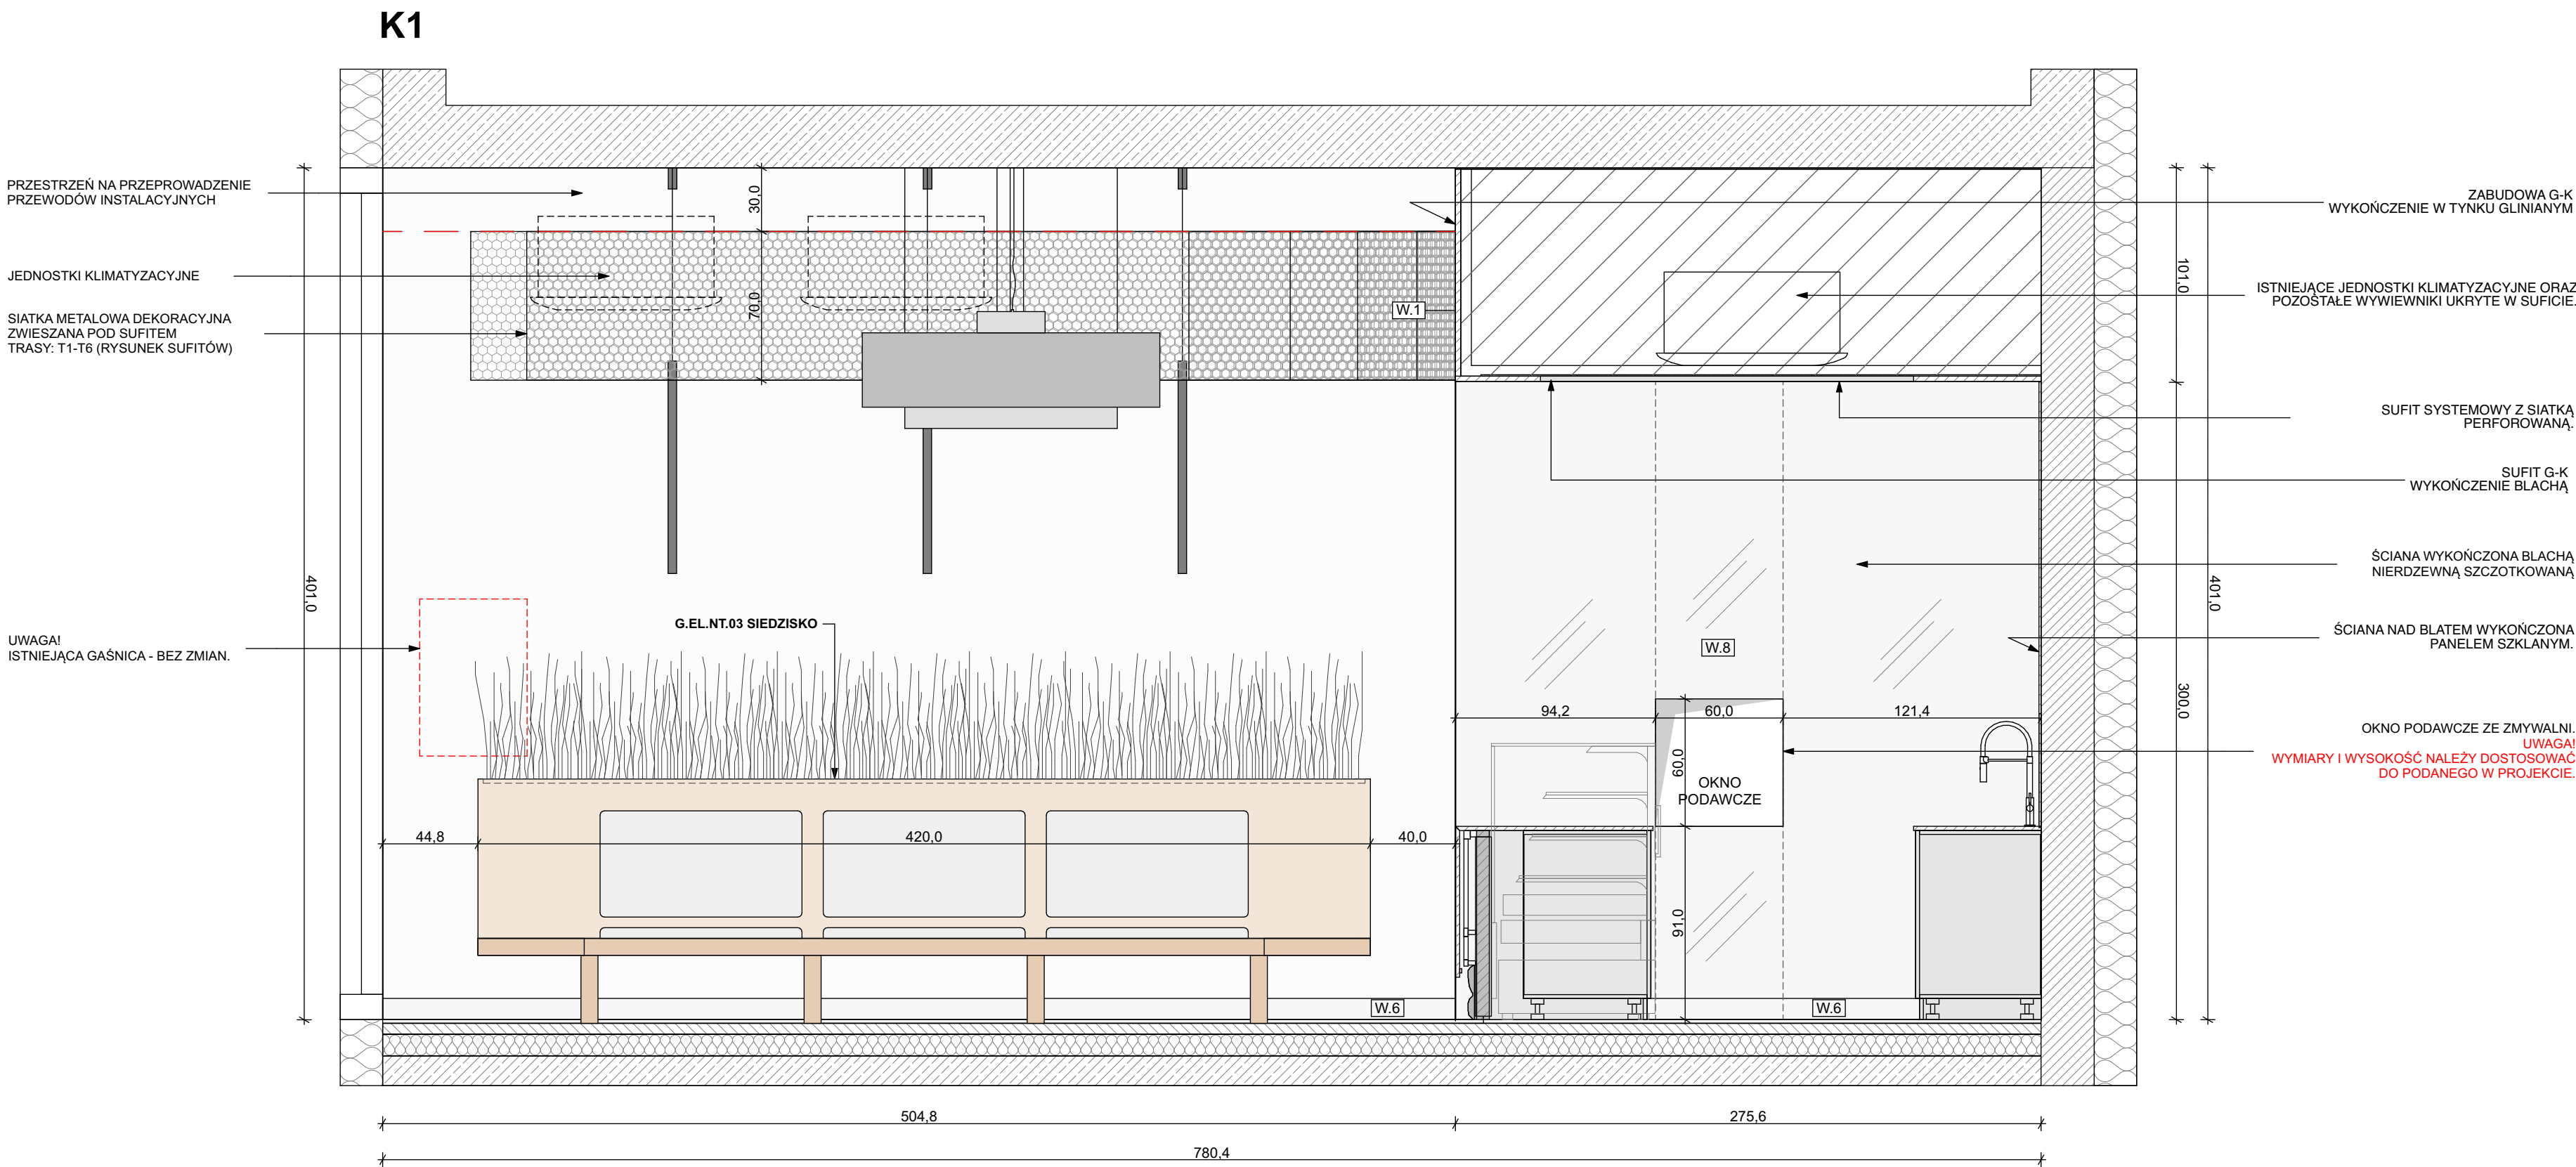 K1
PRZESTRZEŃ NA PRZEPROWADZENIE
PRZEWODÓW INSTALACYJNYCH
JEDNOSTKI KLIMATYZACYJNE
SIATKA METALOWA DEKORACYJNA
ZWIESZANA POD SUFITEM
TRASY: T1-T6 (RYSUNEK SUFITÓW)
UWAGA!
ISTNIEJĄCA GAŚNICA - BEZ ZMIAN.
401,0
30,0
70,0
W.1
G.EL.NT.03 SIEDZISKO
44,8
420,0
40,0
W.6
W.8
94,2
60,0
121,4
60,0
OKNO
PODAWCZE
91,0
W.6
101,0
300,0
401,0
ZABUDOWA G-K
WYKOŃCZENIE W TYNKU GLINIANYM
ISTNIEJĄCE JEDNOSTKI KLIMATYZACYJNE ORAZ
POZOSTAŁE WYWIEWNIKI UKRYTE W SUFICIE.
SUFIT SYSTEMOWY Z SIATKĄ
PERFOROWANĄ.
SUFIT G-K
WYKOŃCZENIE BLACHĄ
ŚCIANA WYKOŃCZONA BLACHĄ
NIERDZEWNĄ SZCZOTKOWANĄ
ŚCIANA NAD BLATEM WYKOŃCZONA
PANELEM SZKLANYM.
OKNO PODAWCZE ZE ZMYWALNI.
UWAGA!
WYMIARY I WYSOKOŚĆ NALEŻY DOSTOSOWAĆ
DO PODANEGO W PROJEKCIE.
504,8
275,6
780,4